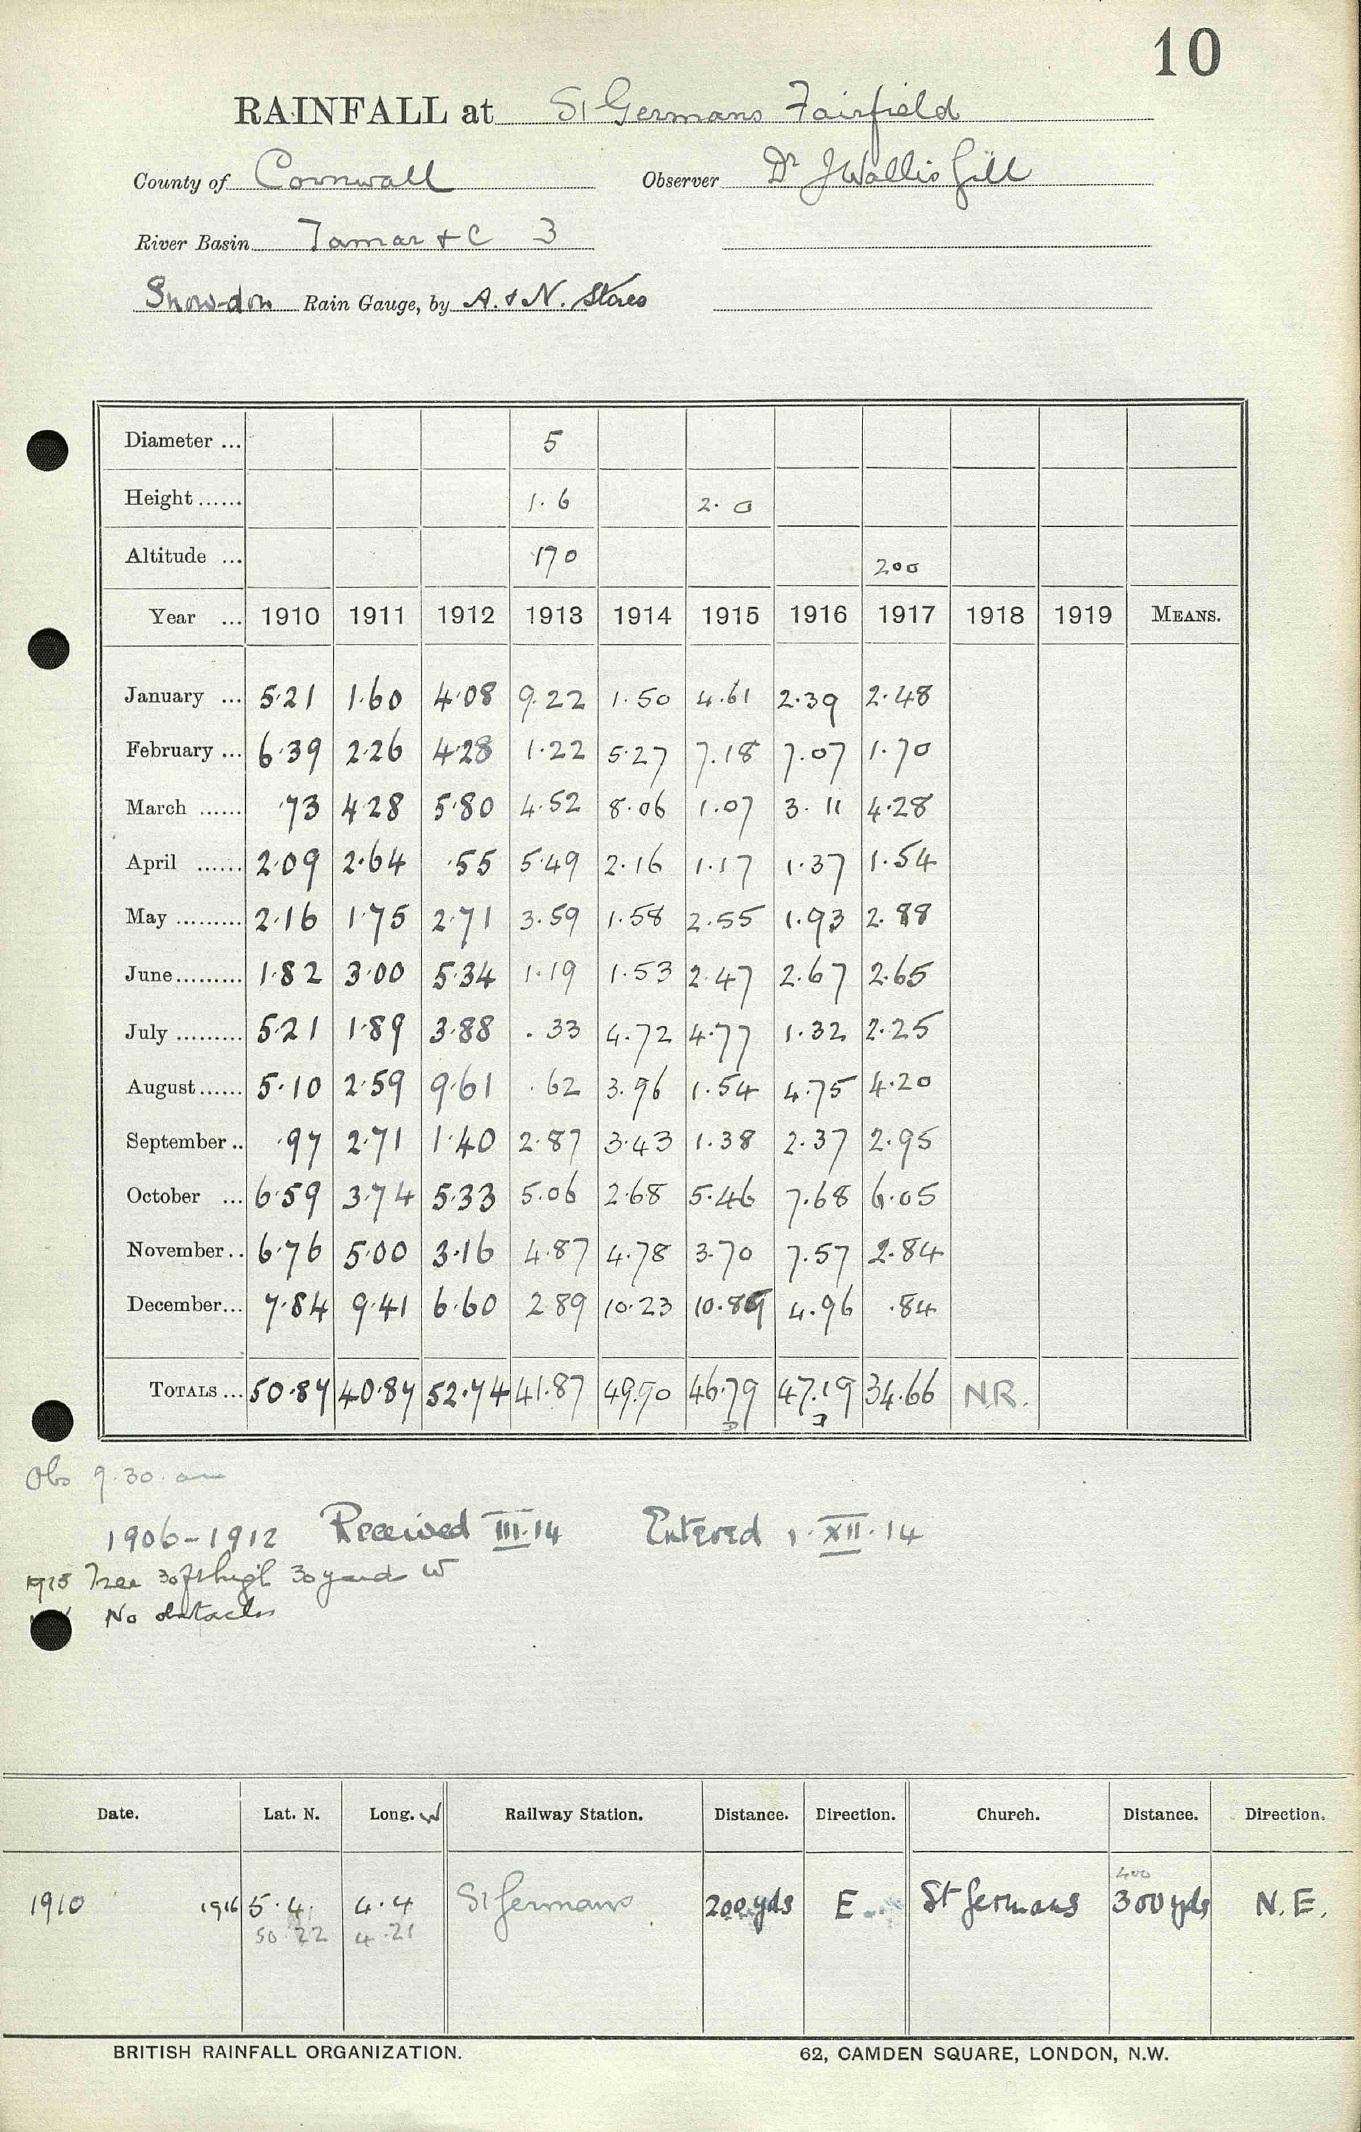 10
RAINFALL at St Germans Fairfield
County of Cornwall Observer Dr J Wallis Gill
River Basin Tamar & C 3
Snowdon Rain Gauge, by A. & N. Stores
Diameter ... 5
Height ...... 1.6 2.0
Altitude ... 170 200
Year ... 1910 1911 1912 1913 1914 1915 1916 1917 1918 1919 MEANS.
January ... 5.21 1.60 4.08 9.22 1.50 4.61 2.39 2.48
February ... 6.39 2.26 4.28 1.22 5.27 7.18 7.07 1.70
March ...... .73 4.28 5.80 4.52 8.06 1.07 3.11 4.28
April ...... 2.09 2.64 .55 5.49 2.16 1.17 1.37 1.54
May ......... 2.16 1.75 2.71 3.59 1.58 2.55 1.93 2.88
June ......... 1.82 3.00 5.34 1.19 1.53 2.47 2.67 2.65
July ......... 5.21 1.89 3.88 .33 4.72 4.77 1.32 2.25
August ...... 5.10 2.59 9.61 .62 3.96 1.54 4.75 4.20
September .. .97 2.71 1.40 2.87 3.43 1.38 2.37 2.95
October ... 6.59 3.74 5.33 5.06 2.68 5.46 7.68 6.05
November .. 6.76 5.00 3.16 4.87 4.78 3.70 7.57 2.84
December ... 7.84 9.41 6.60 2.89 10.23 10.89 4.96 .84
TOTALS ... 50.87 40.87 52.74 41.87 49.90 46.79 47.19 34.66 N.R.
Obs 9.30. am
1906-1912 Received III.14 Entered 1.XII.14
1915 Tree 30ft high 30 yards W
No obstacles
Date. Lat. N. Long. W Railway Station. Distance. Direction. Church. Distance. Direction.
400
1910 1916 5.4. 4.4 St Germans 200 yds E St Germans 300 yds N.E.
50.22 4.21
BRITISH RAINFALL ORGANIZATION. 62, CAMDEN SQUARE, LONDON, N.W.